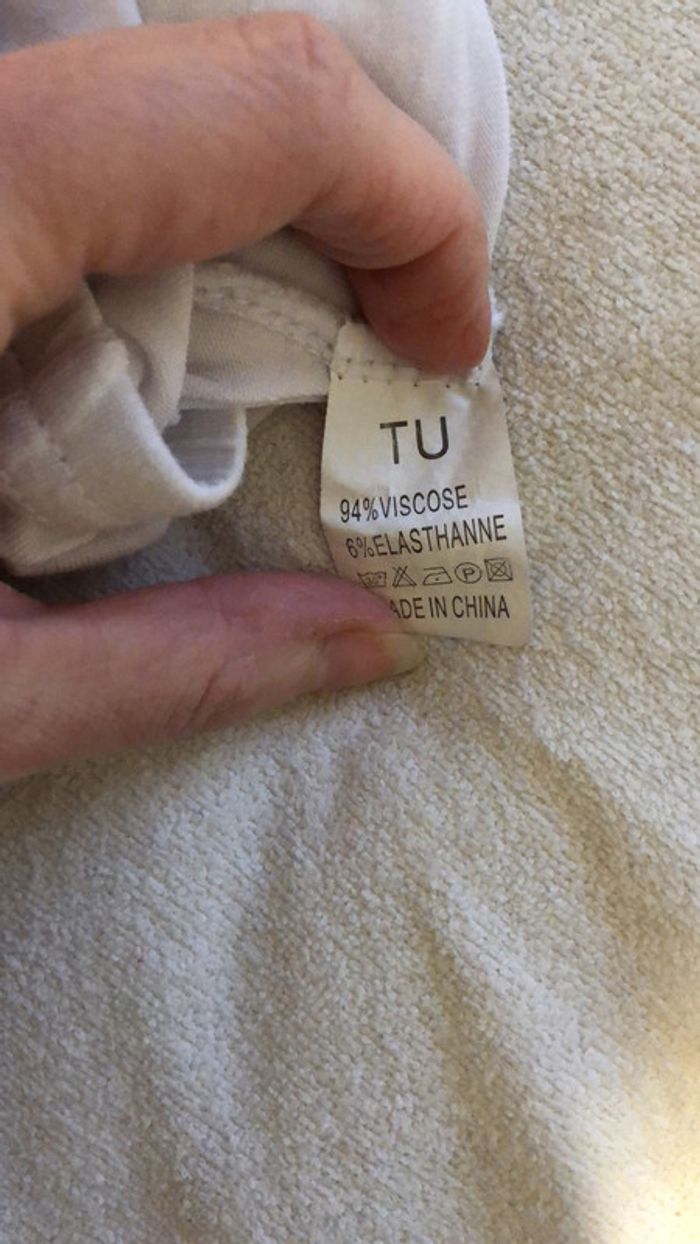 TU
94%VISCOSE
6%ELASTHANNE
P
ADE IN CHINA